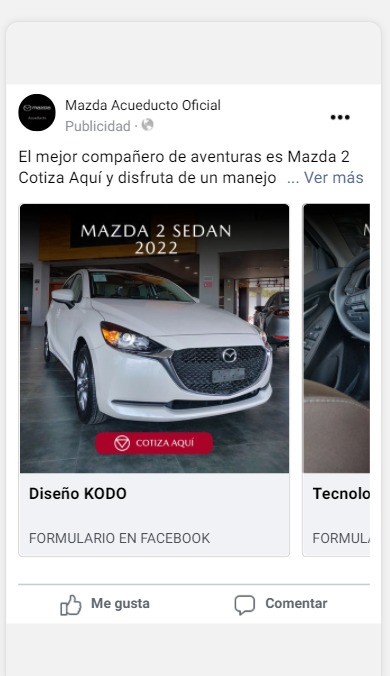 Mazda Acueducto Oficial
Publicidad ·
El mejor compañero de aventuras es Mazda 2
Cotiza Aquí y disfruta de un manejo ... Ver más
MAZDA 2 SEDAN
2022
COTIZA AQUÍ
Diseño KODO
FORMULARIO EN FACEBOOK
Tecnolo
FORMULA
Me gusta
Comentar